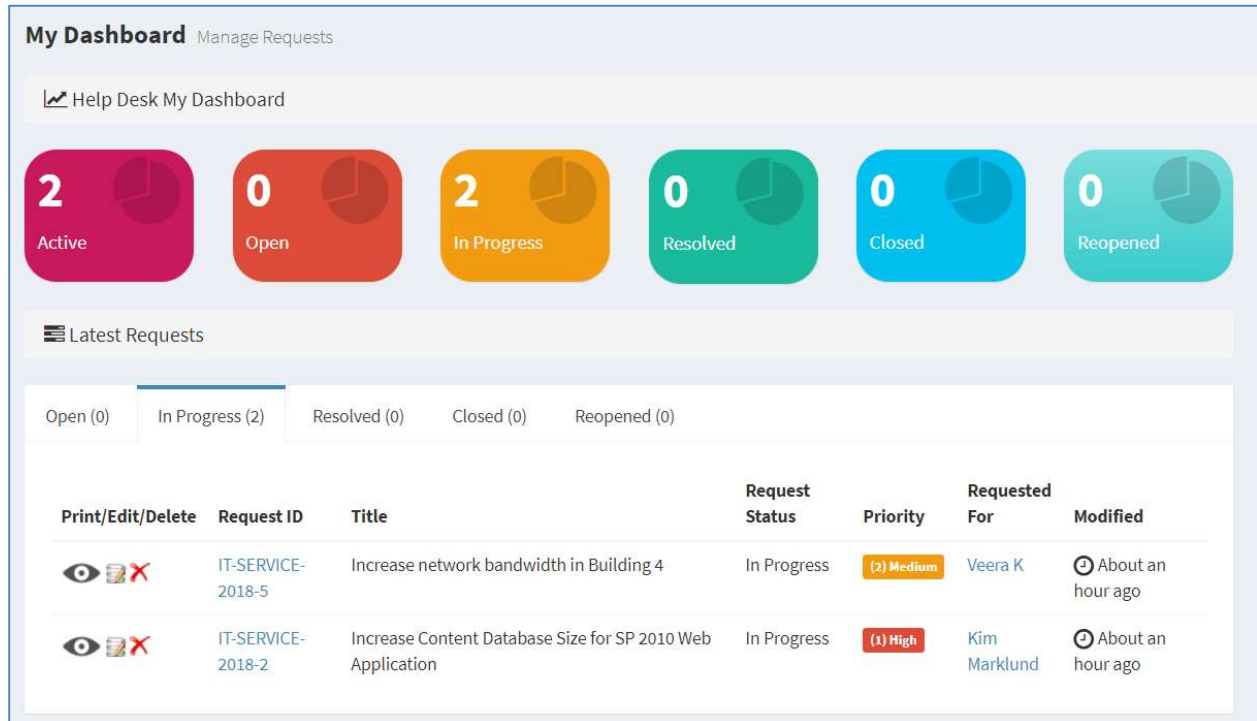 My Dashboard Manage Requests
Help Desk My Dashboard
2 0 2 0 0 0
Active Open In Progress Resolved Closed Reopened
Latest Requests
Open (0) In Progress (2) Resolved (0) Closed (0) Reopened (0)
Print/Edit/Delete Request ID Title Request Status Priority Requested For Modified
IT-SERVICE-2018-5 Increase network bandwidth in Building 4 In Progress (2) Medium Veera K About an hour ago
IT-SERVICE-2018-2 Increase Content Database Size for SP 2010 Web Application In Progress (1) High Kim Marklund About an hour ago